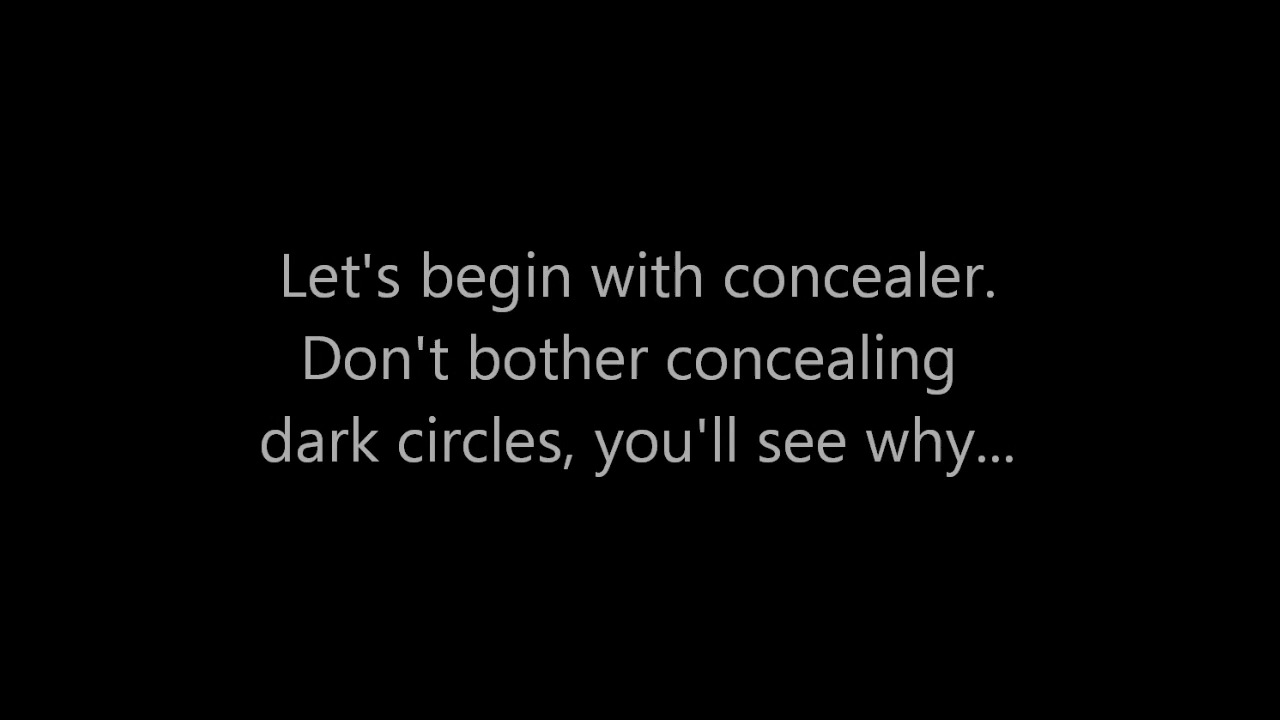 Let's begin with concealer.
Don't bother concealing
dark circles, you'll see why...